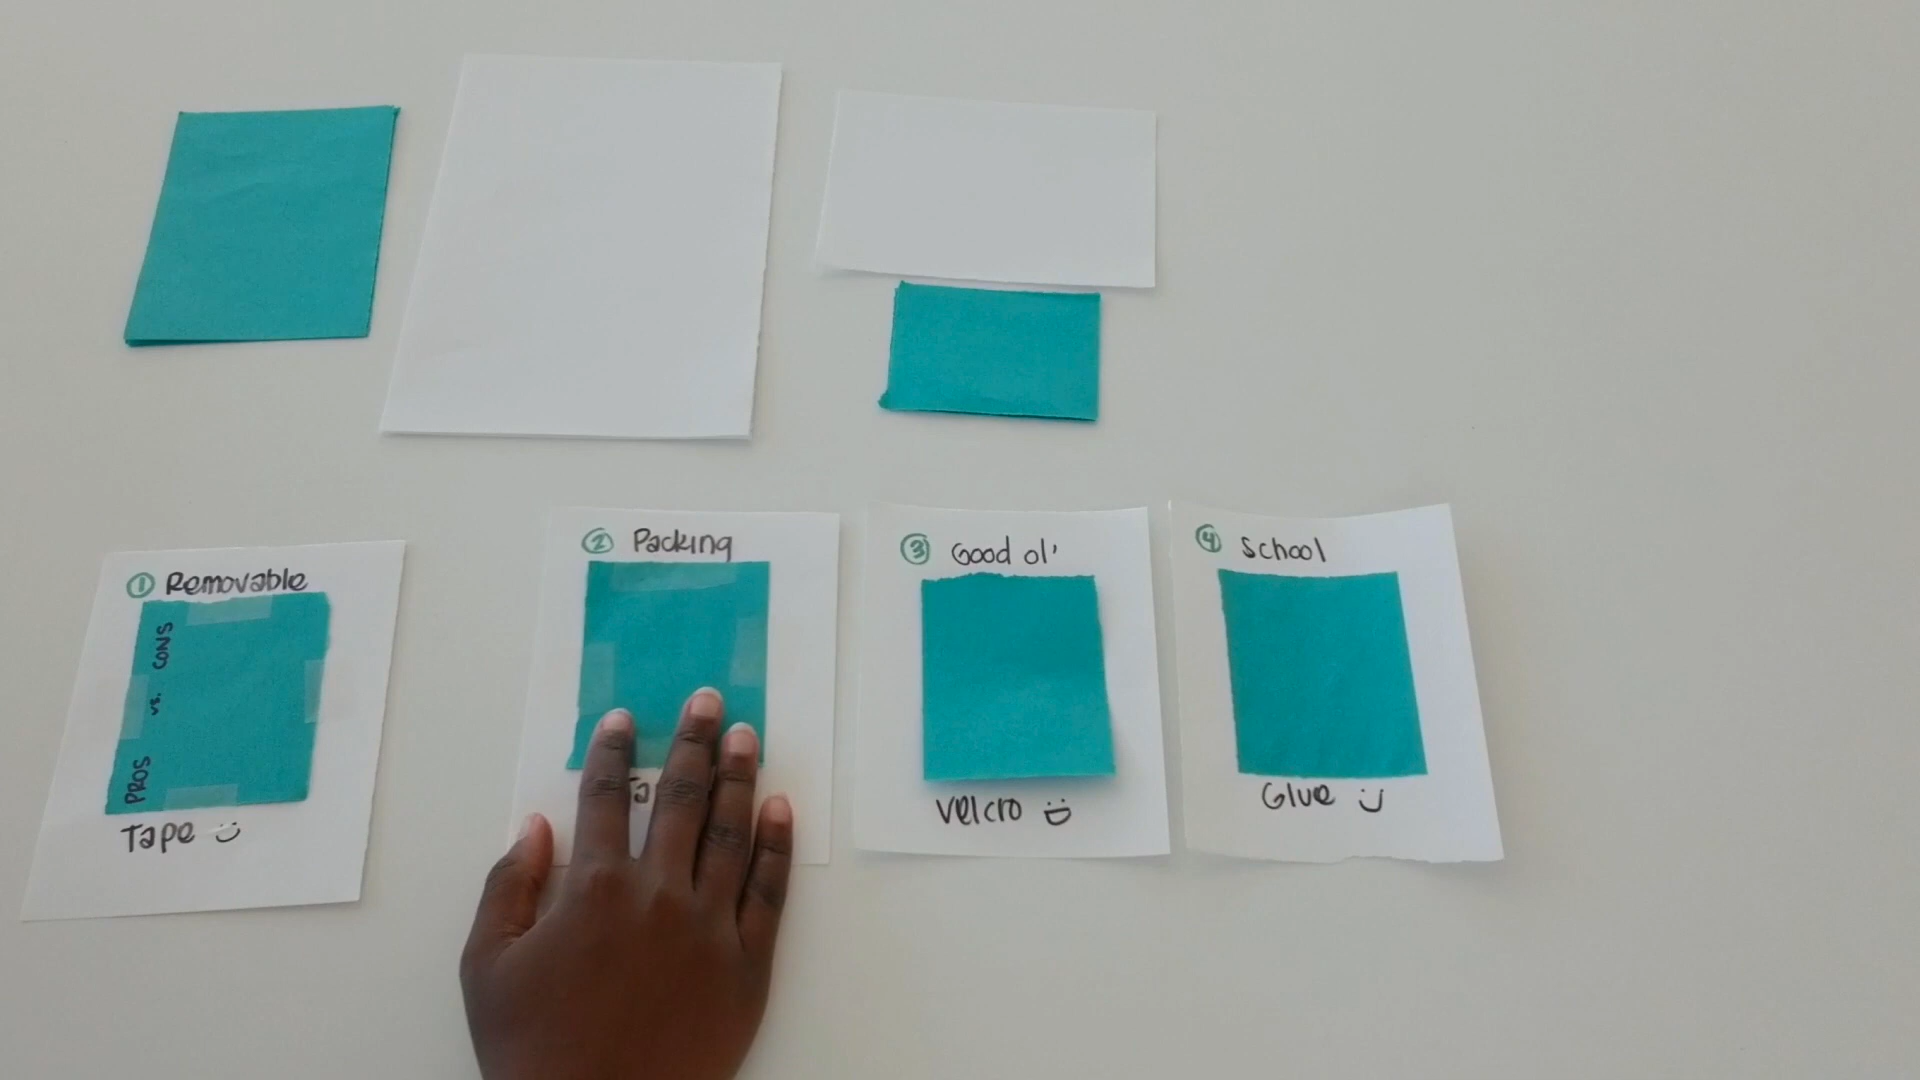 ① Removable
PROS vs. CONS
Tape
② Packing
③ Good ol'
Velcro
④ School
Glue